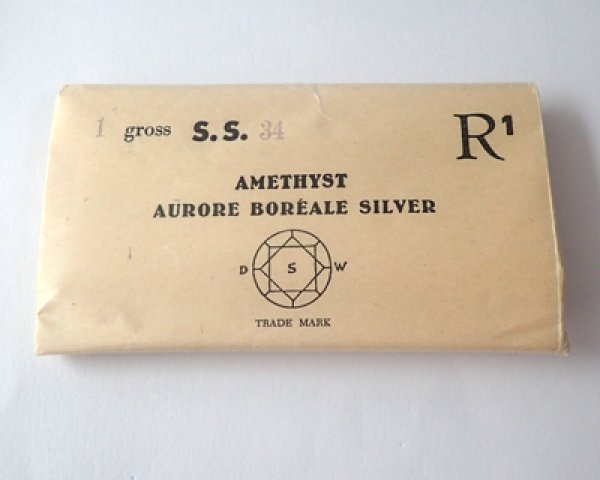 1 gross S.S. 34
R¹
AMETHYST
AURORE BORÉALE SILVER
D S W
TRADE MARK